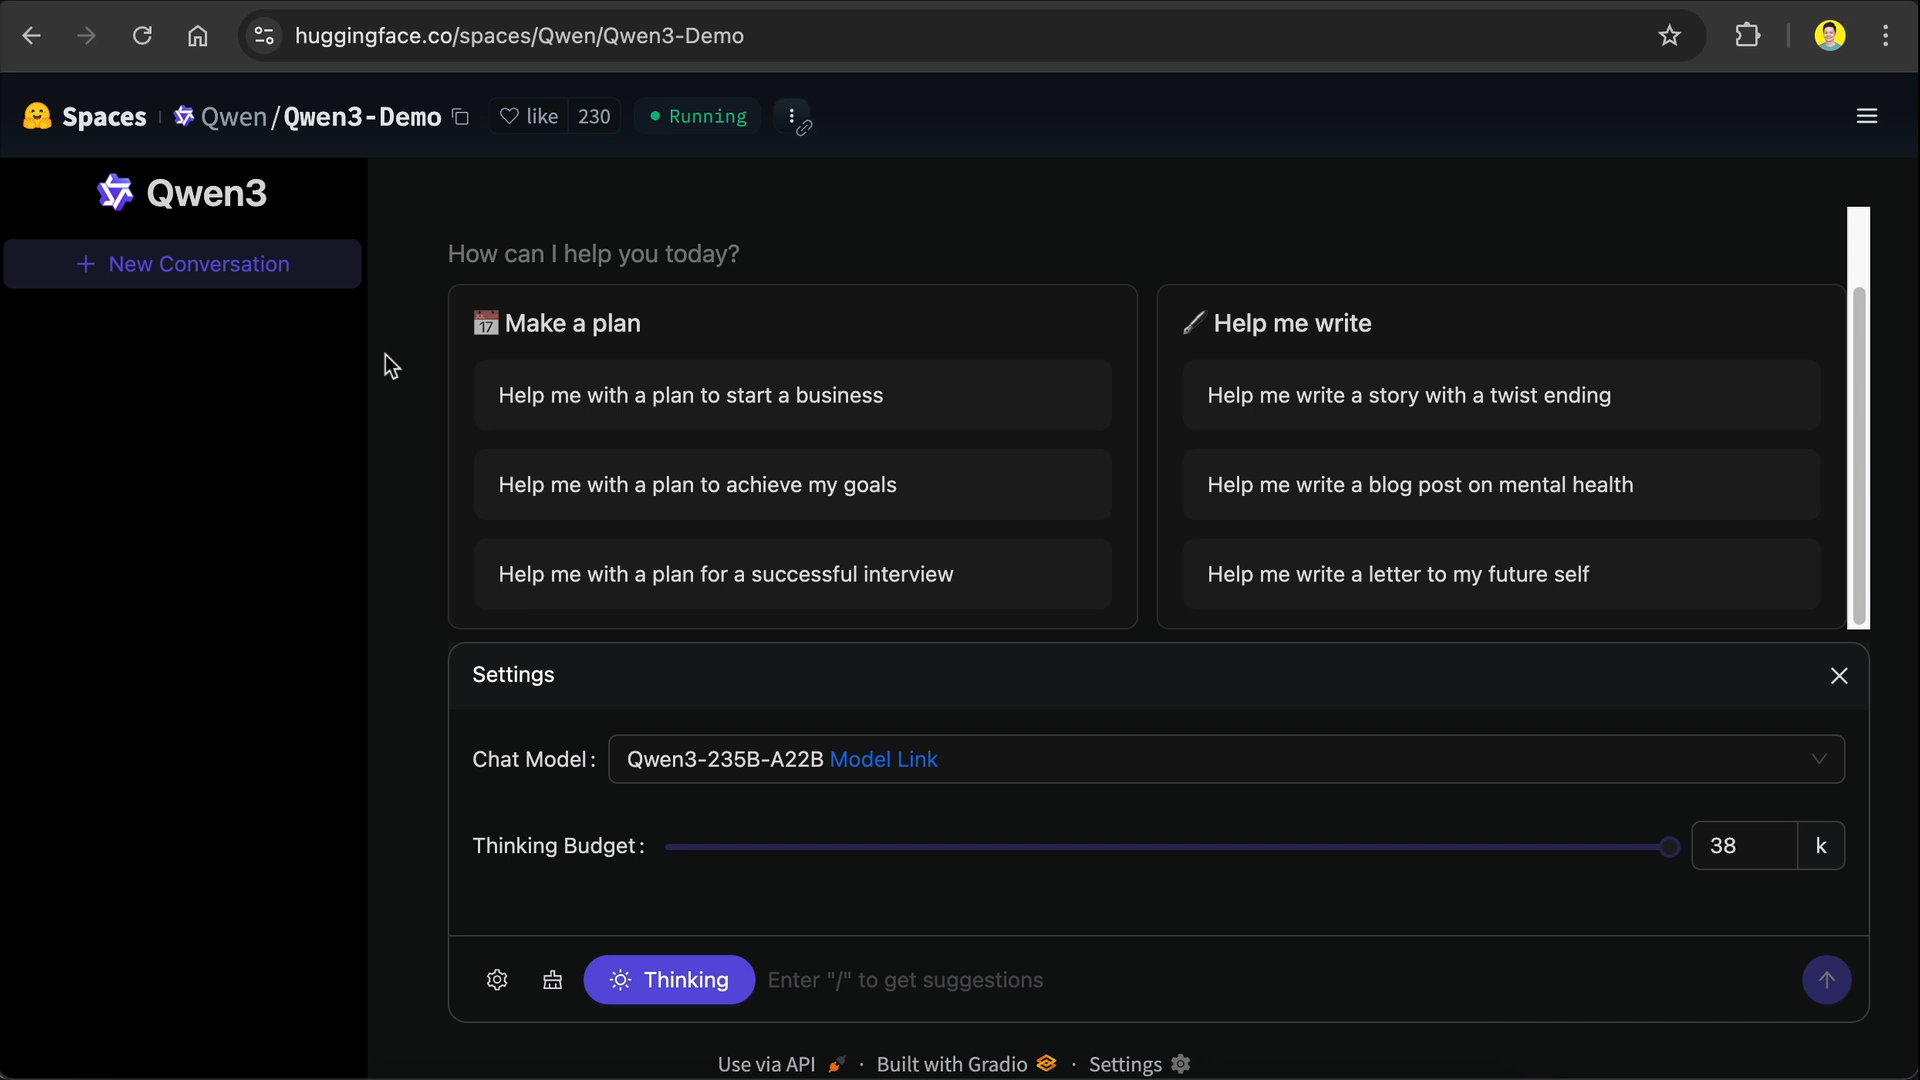 huggingface.co/spaces/Qwen/Qwen3-Demo
Spaces Qwen/Qwen3-Demo like 230 Running
Qwen3
+ New Conversation
How can I help you today?
17 Make a plan
Help me with a plan to start a business
Help me with a plan to achieve my goals
Help me with a plan for a successful interview
Help me write
Help me write a story with a twist ending
Help me write a blog post on mental health
Help me write a letter to my future self
Settings
Chat Model: Qwen3-235B-A22B Model Link
Thinking Budget: 38 k
Thinking Enter "/" to get suggestions
Use via API · Built with Gradio · Settings